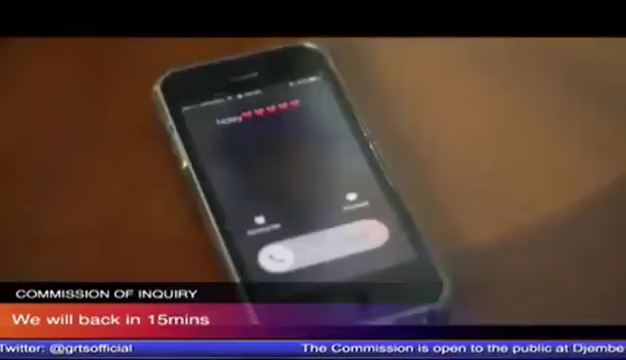 COMMISSION OF INQUIRY
We will back in 15mins
Twitter: @grtsofficial
The Commission is open to the public at Djembe